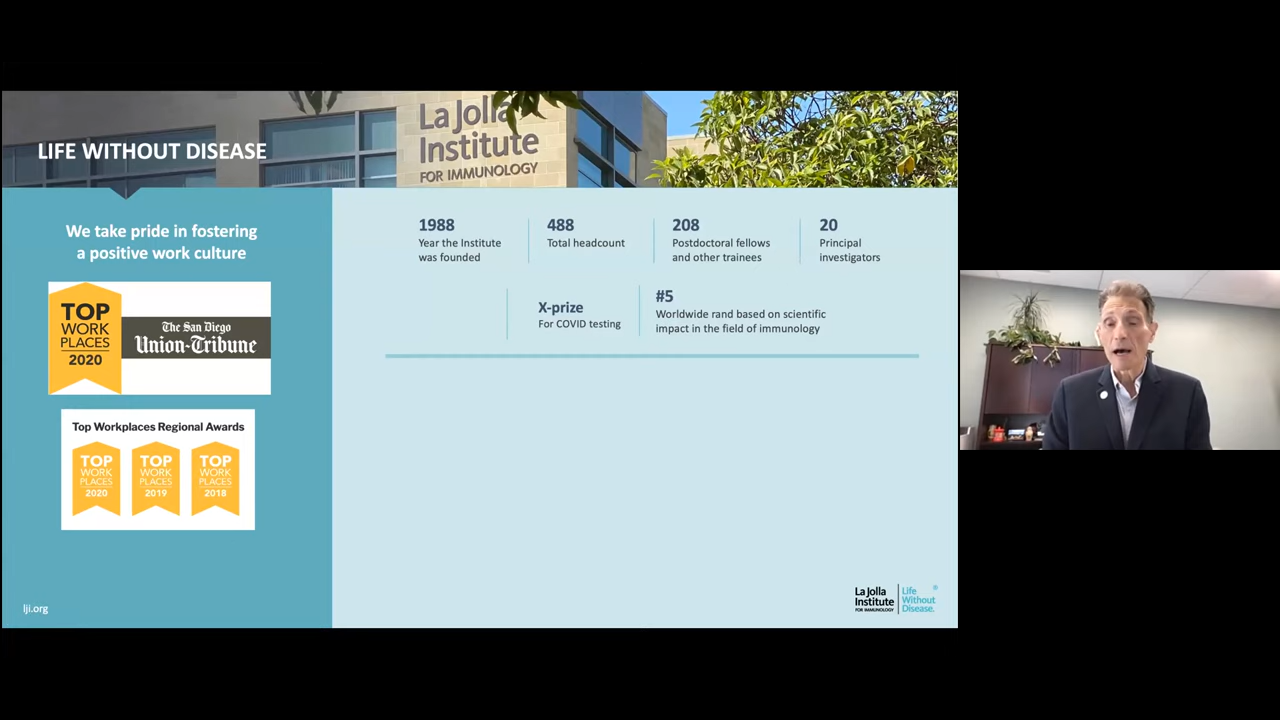 La Jolla
Institute
FOR IMMUNOLOGY
LIFE WITHOUT DISEASE
We take pride in fostering
a positive work culture
TOP
WORK
PLACES
2020
The San Diego
Union-Tribune
Top Workplaces Regional Awards
TOP
WORK
PLACES
2020
TOP
WORK
PLACES
2019
TOP
WORK
PLACES
2018
lji.org
1988
Year the Institute
was founded
488
Total headcount
208
Postdoctoral fellows
and other trainees
20
Principal
investigators
X-prize
For COVID testing
#5
Worldwide rand based on scientific
impact in the field of immunology
La Jolla
Institute
FOR IMMUNOLOGY
Life
Without
Disease.
®